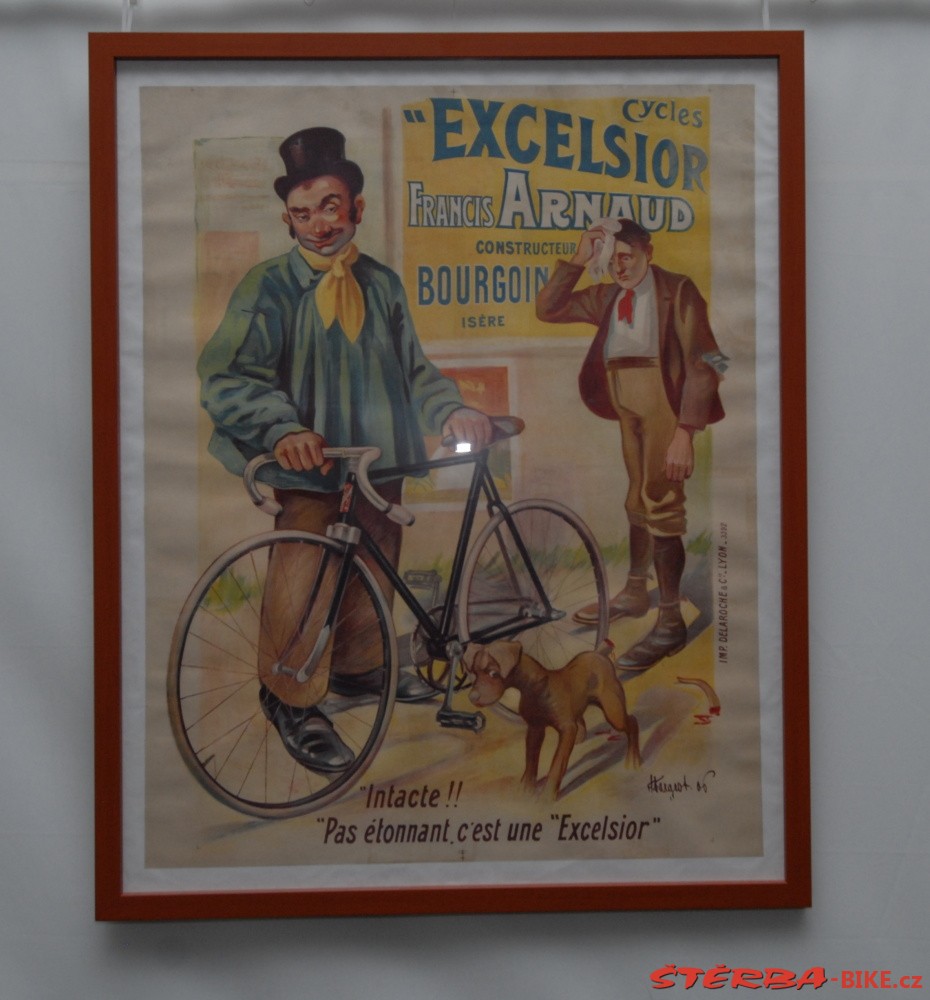 Cycles
"EXCELSIOR
FRANCIS ARNAUD
CONSTRUCTEUR
BOURGOIN
ISÈRE
IMP. DELAROCHE & Cie. LYON
"Intacte !!
"Pas étonnant, c'est une "Excelsior"
ŠTĚRBA-BIKE.cz